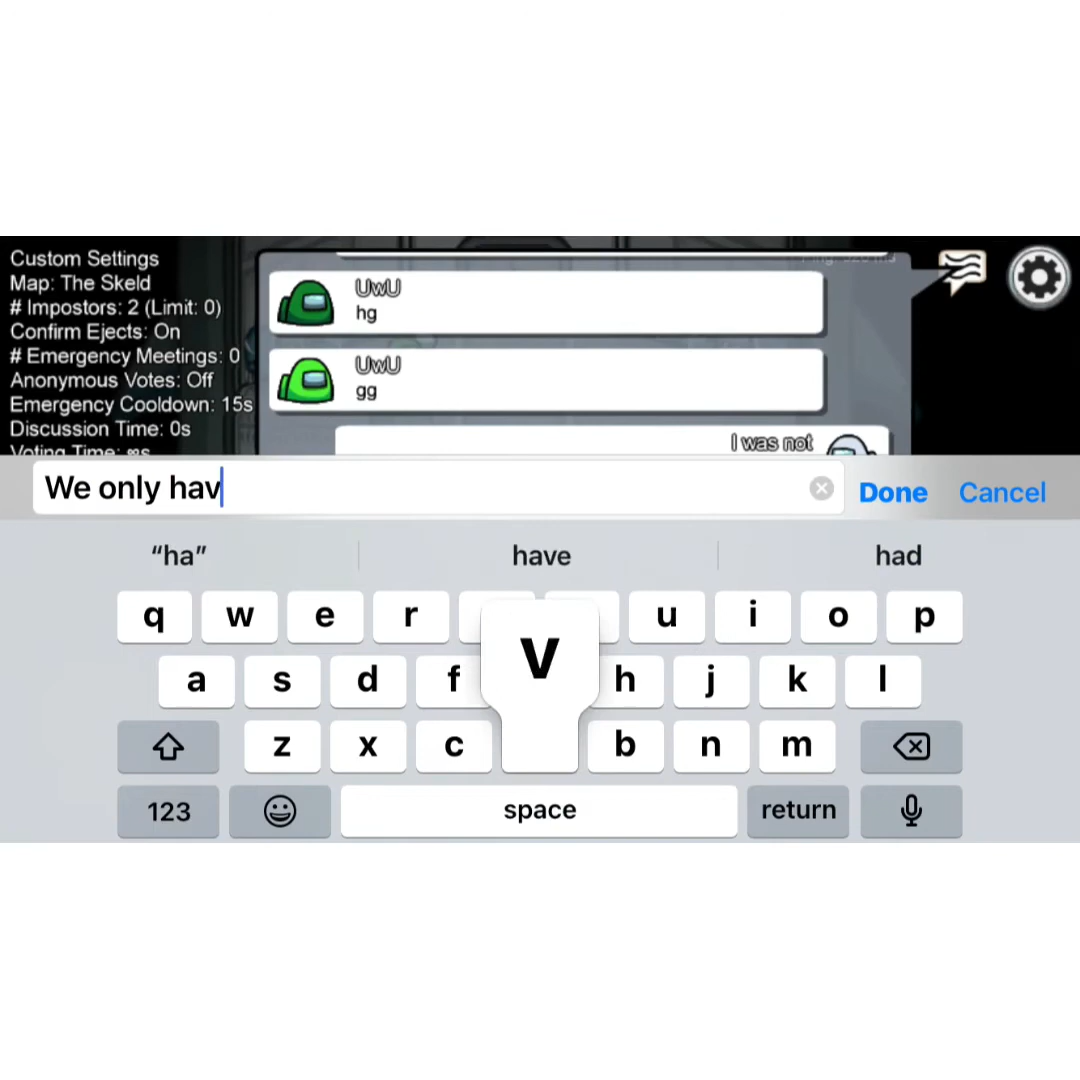 Custom Settings
Map: The Skeld
# Impostors: 2 (Limit: 0)
Confirm Ejects: On
# Emergency Meetings: 0
Anonymous Votes: Off
Emergency Cooldown: 15s
Discussion Time: 0s
Voting Time: ∞s
UwU
hg
UwU
gg
I was not
We only hav
Done
Cancel
“ha”
have
had
q w e r u i o p
a s d f v h j k l
z x c b n m
123
space
return